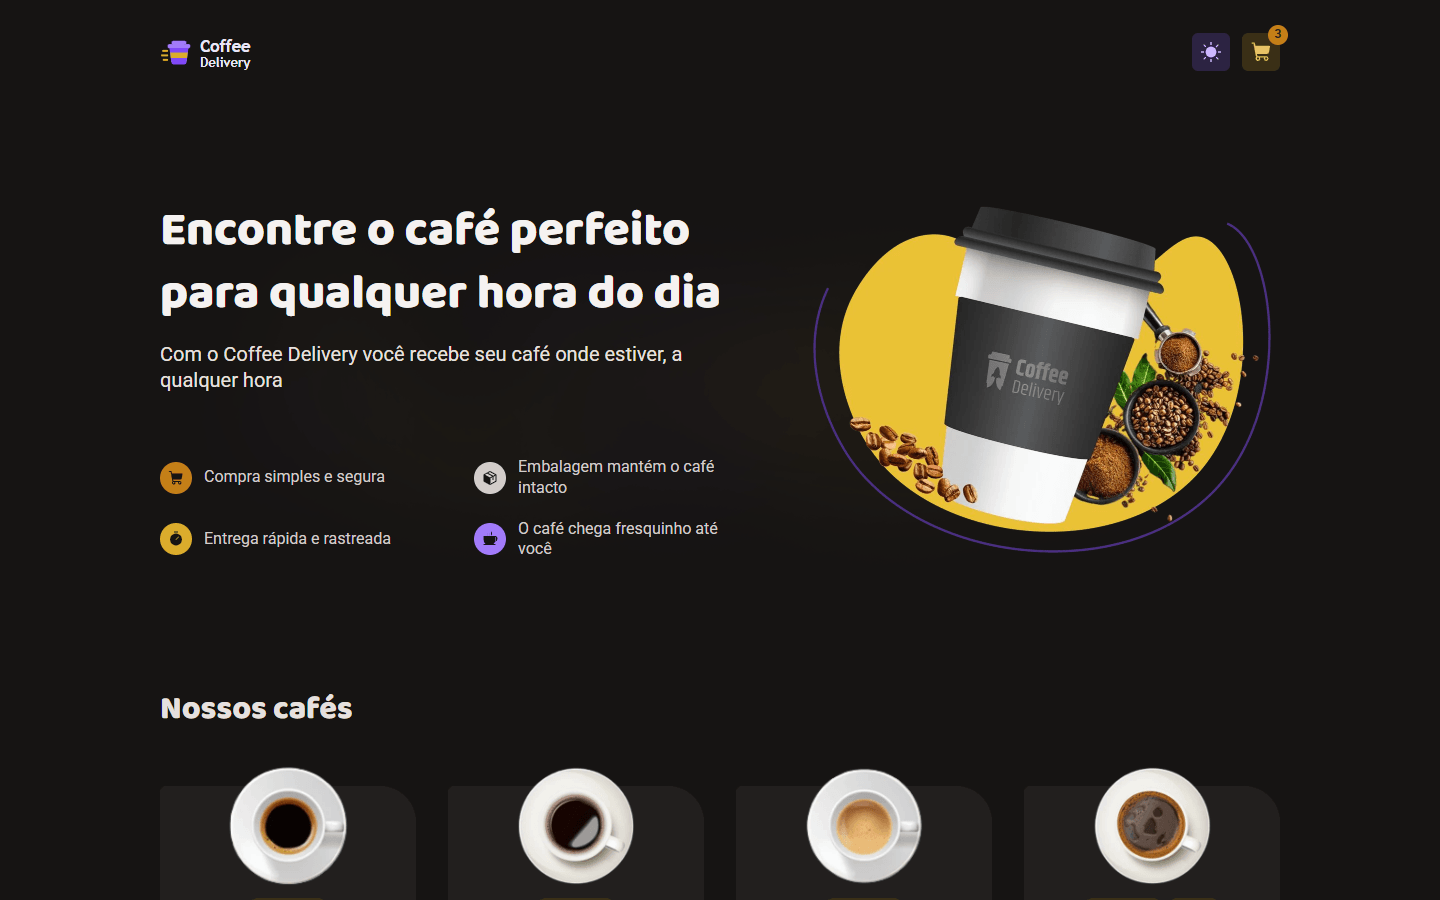 Coffee
Delivery
3
Encontre o café perfeito
para qualquer hora do dia
Com o Coffee Delivery você recebe seu café onde estiver, a
qualquer hora
Coffee
Delivery
Compra simples e segura
Embalagem mantém o café
intacto
Entrega rápida e rastreada
O café chega fresquinho até
você
Nossos cafés